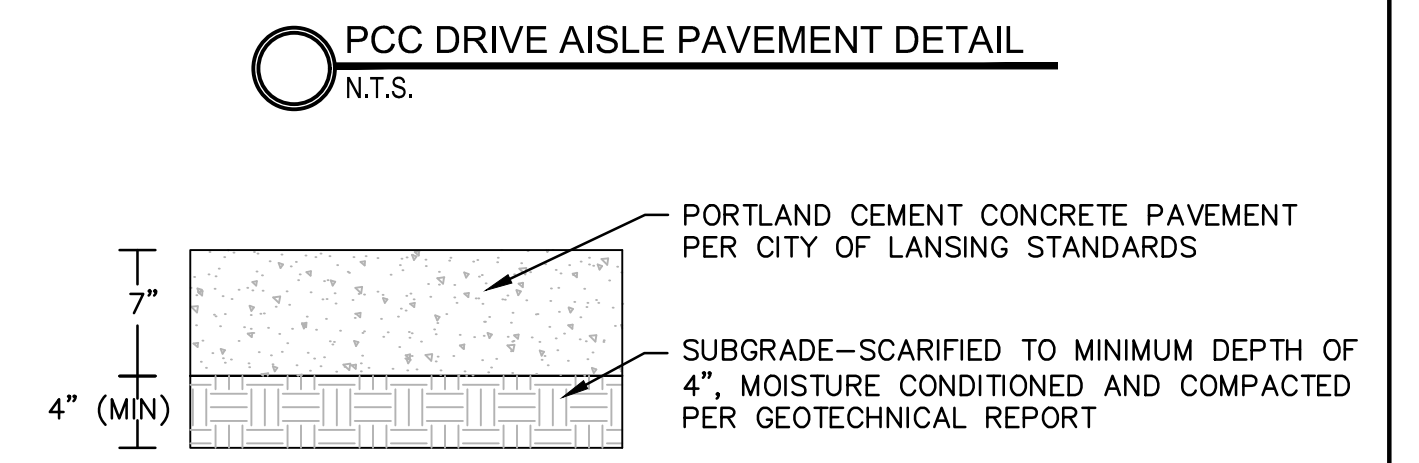 PCC DRIVE AISLE PAVEMENT DETAIL
N.T.S.
PORTLAND CEMENT CONCRETE PAVEMENT
PER CITY OF LANSING STANDARDS
7"
SUBGRADE–SCARIFIED TO MINIMUM DEPTH OF
4", MOISTURE CONDITIONED AND COMPACTED
PER GEOTECHNICAL REPORT
4" (MIN)